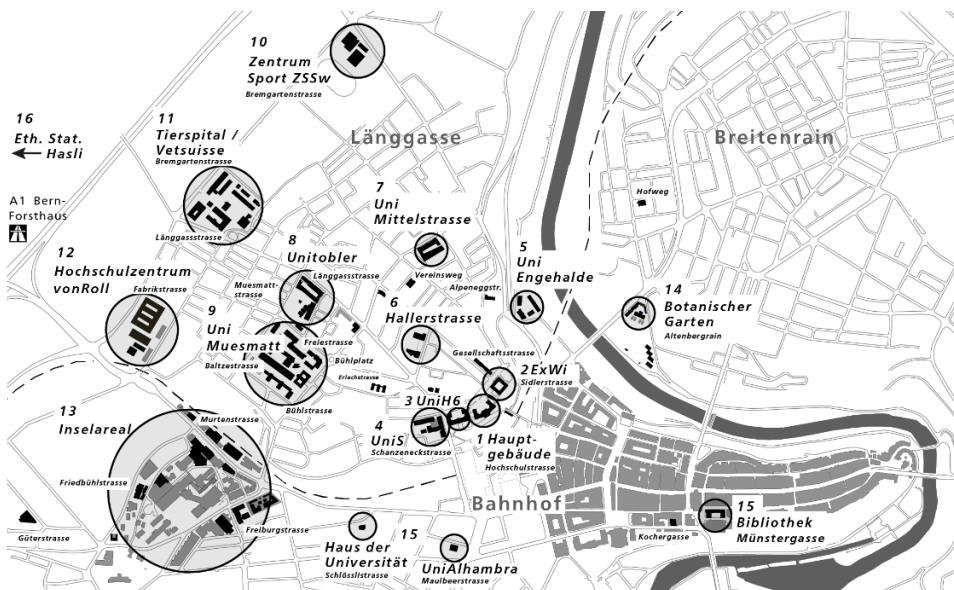 10
Zentrum
Sport ZSSw
Bremgartenstrasse
16
Eth. Stat.
Hasli
11
Tierspital /
Vetsuisse
Bremgartenstrasse
Länggasse
Breitenrain
Hofweg
A1 Bern-
Forsthaus
Länggassstrasse
7
Uni
Mittelstrasse
Vereinsweg
Alpeneggstr.
5
Uni
Engehalde
12
Hochschulzentrum
vonRoll
Fabrikstrasse
8
Unitobler
Länggassstrasse
Muesmatt-
strasse
14
Botanischer
Garten
Altenbergrain
9
Uni
Muesmatt
Baltzestrasse
Freiestrasse
Bühlplatz
Bühlstrasse
6
Hallerstrasse
Gesellschaftsstrasse
Erlachstrasse
2 ExWi
Sidlerstrasse
3 UniH6
4
UniS
Schanzeneckstrasse
1 Haupt-
gebäude
Hochschulstrasse
13
Inselareal
Murtenstrasse
Friedbühlstrasse
Freiburgstrasse
Güterstrasse
Bahnhof
15
Haus der
Universität
Schlösslistrasse
UniAlhambra
Maulbeerstrasse
Kochergasse
15
Bibliothek
Münstergasse